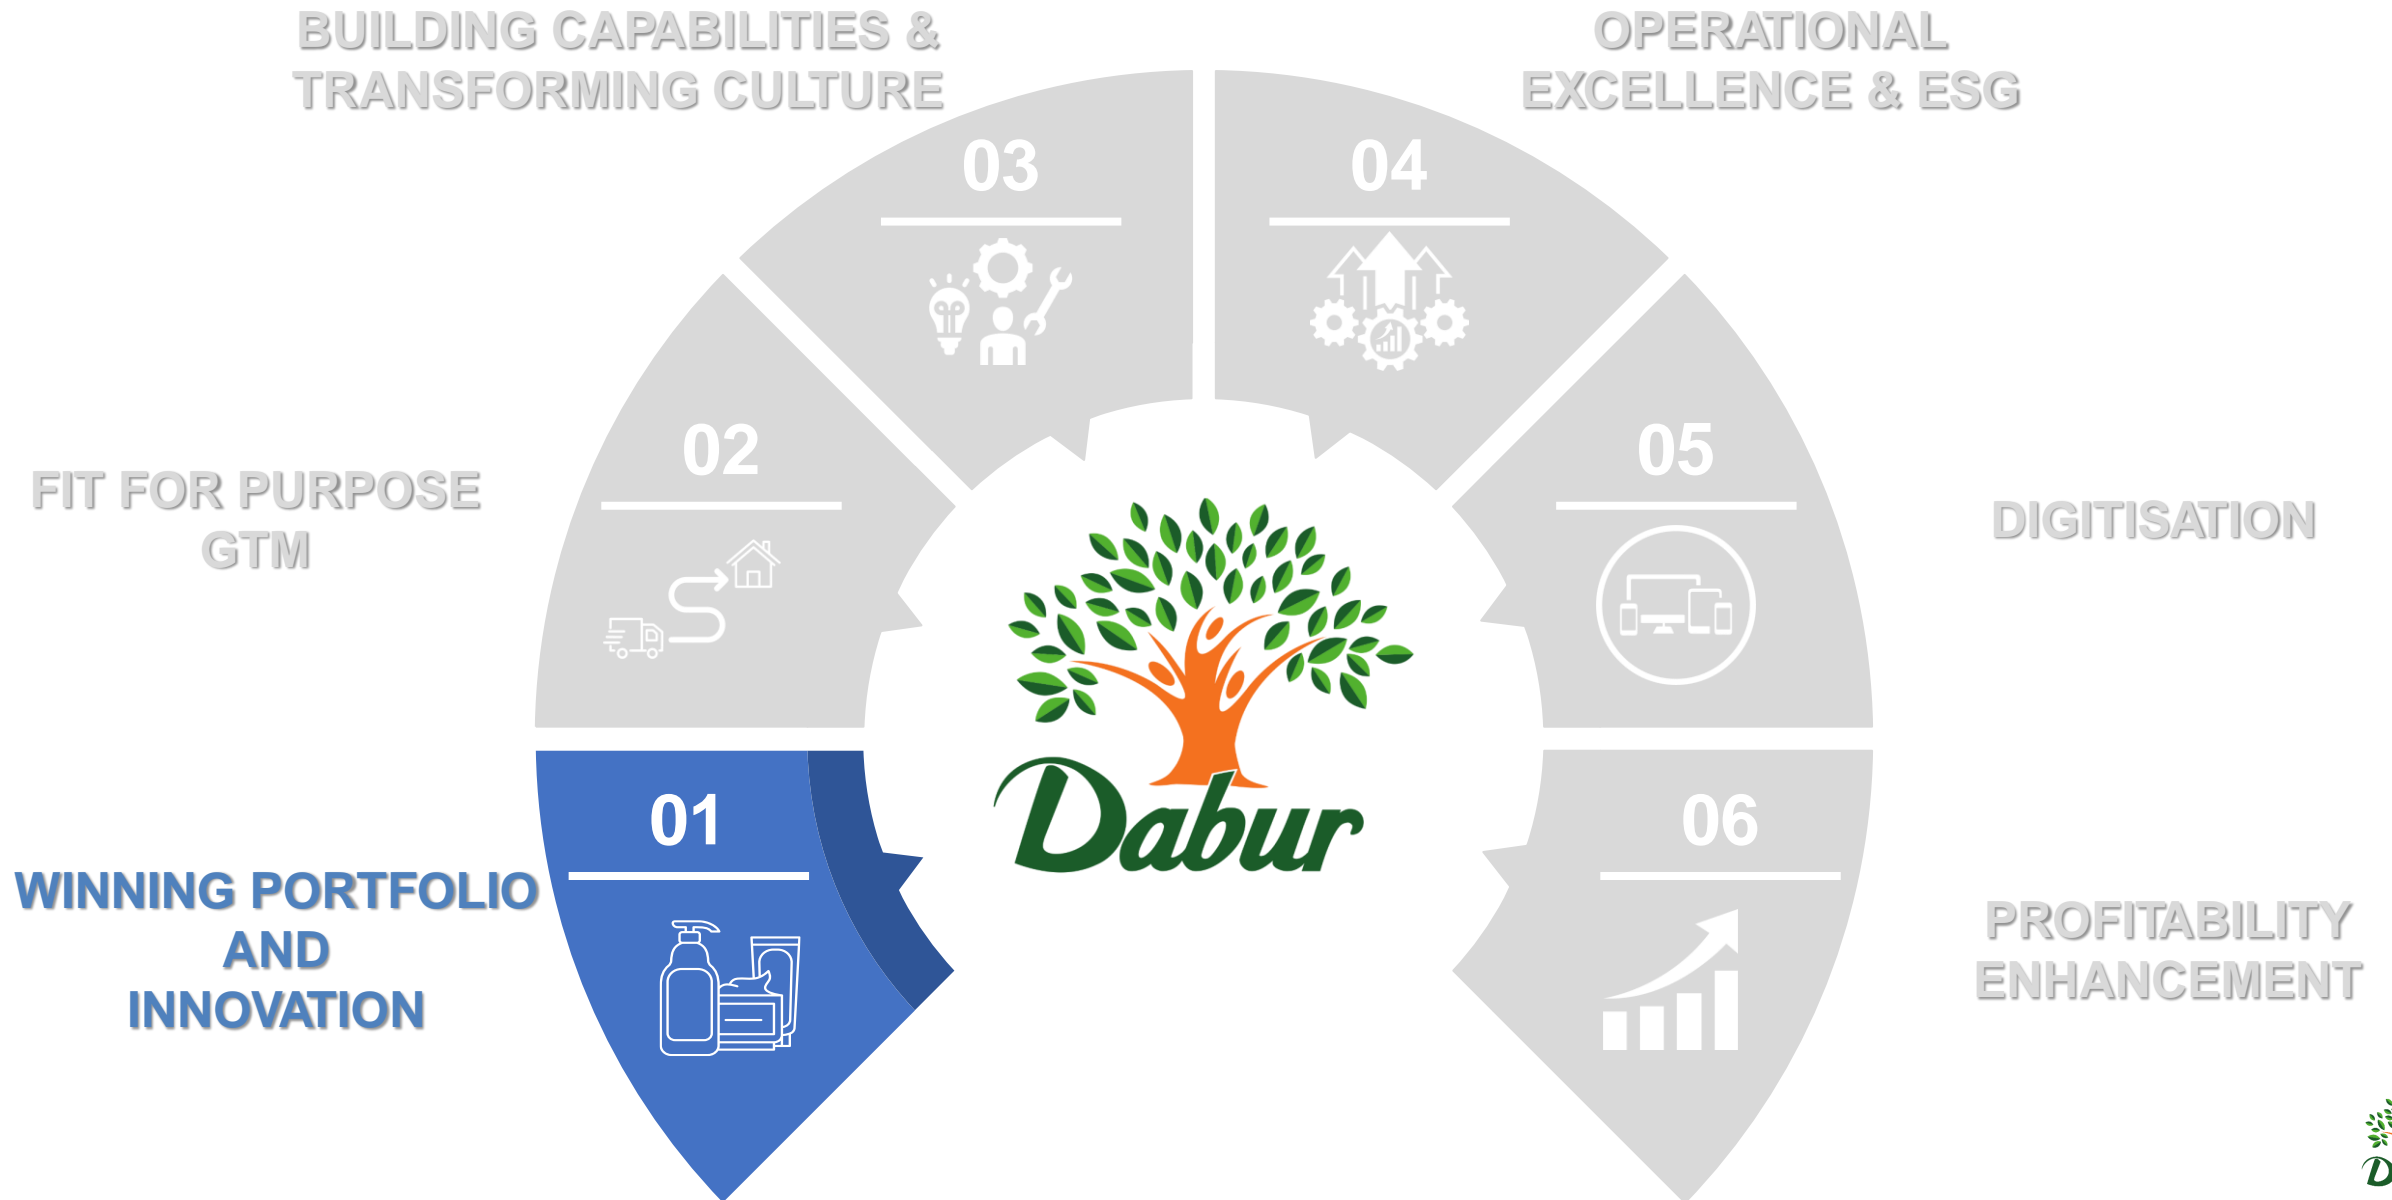 BUILDING CAPABILITIES &
TRANSFORMING CULTURE
OPERATIONAL
EXCELLENCE & ESG
03
04
02
05
FIT FOR PURPOSE
GTM
DIGITISATION
Dabur
01
06
WINNING PORTFOLIO
AND
INNOVATION
PROFITABILITY
ENHANCEMENT
D